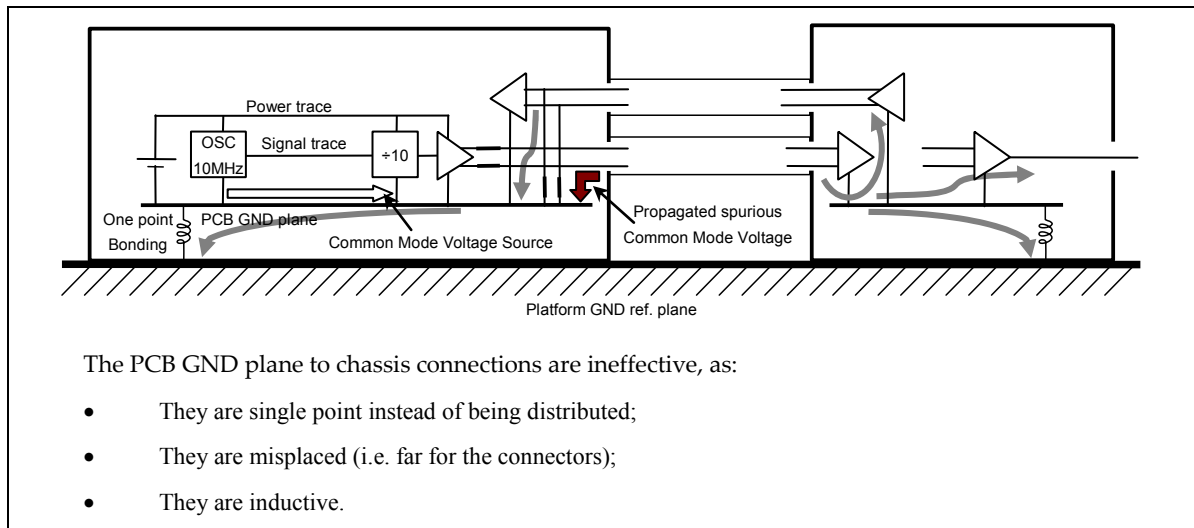 Power trace
OSC
10MHz
Signal trace
÷10
One point
Bonding
PCB GND plane
Common Mode Voltage Source
Propagated spurious
Common Mode Voltage
Platform GND ref. plane
The PCB GND plane to chassis connections are ineffective, as:
• They are single point instead of being distributed;
• They are misplaced (i.e. far for the connectors);
• They are inductive.